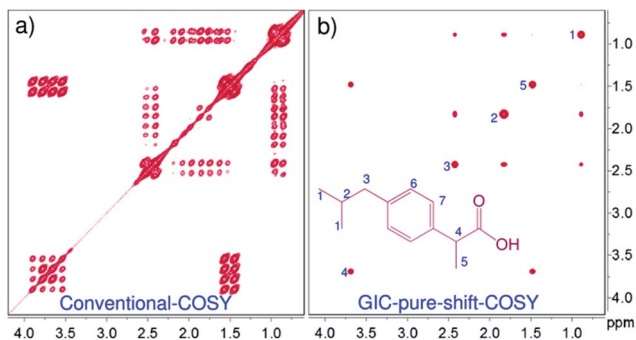 a)
Conventional-COSY
4.0 3.5 3.0 2.5 2.0 1.5 1.0
b)
1
5
2
3
4
1 2 3 6 7 1 4 5
O
OH
GIC-pure-shift-COSY
4.0 3.5 3.0 2.5 2.0 1.5 1.0
1.0
1.5
2.0
2.5
3.0
3.5
4.0
ppm